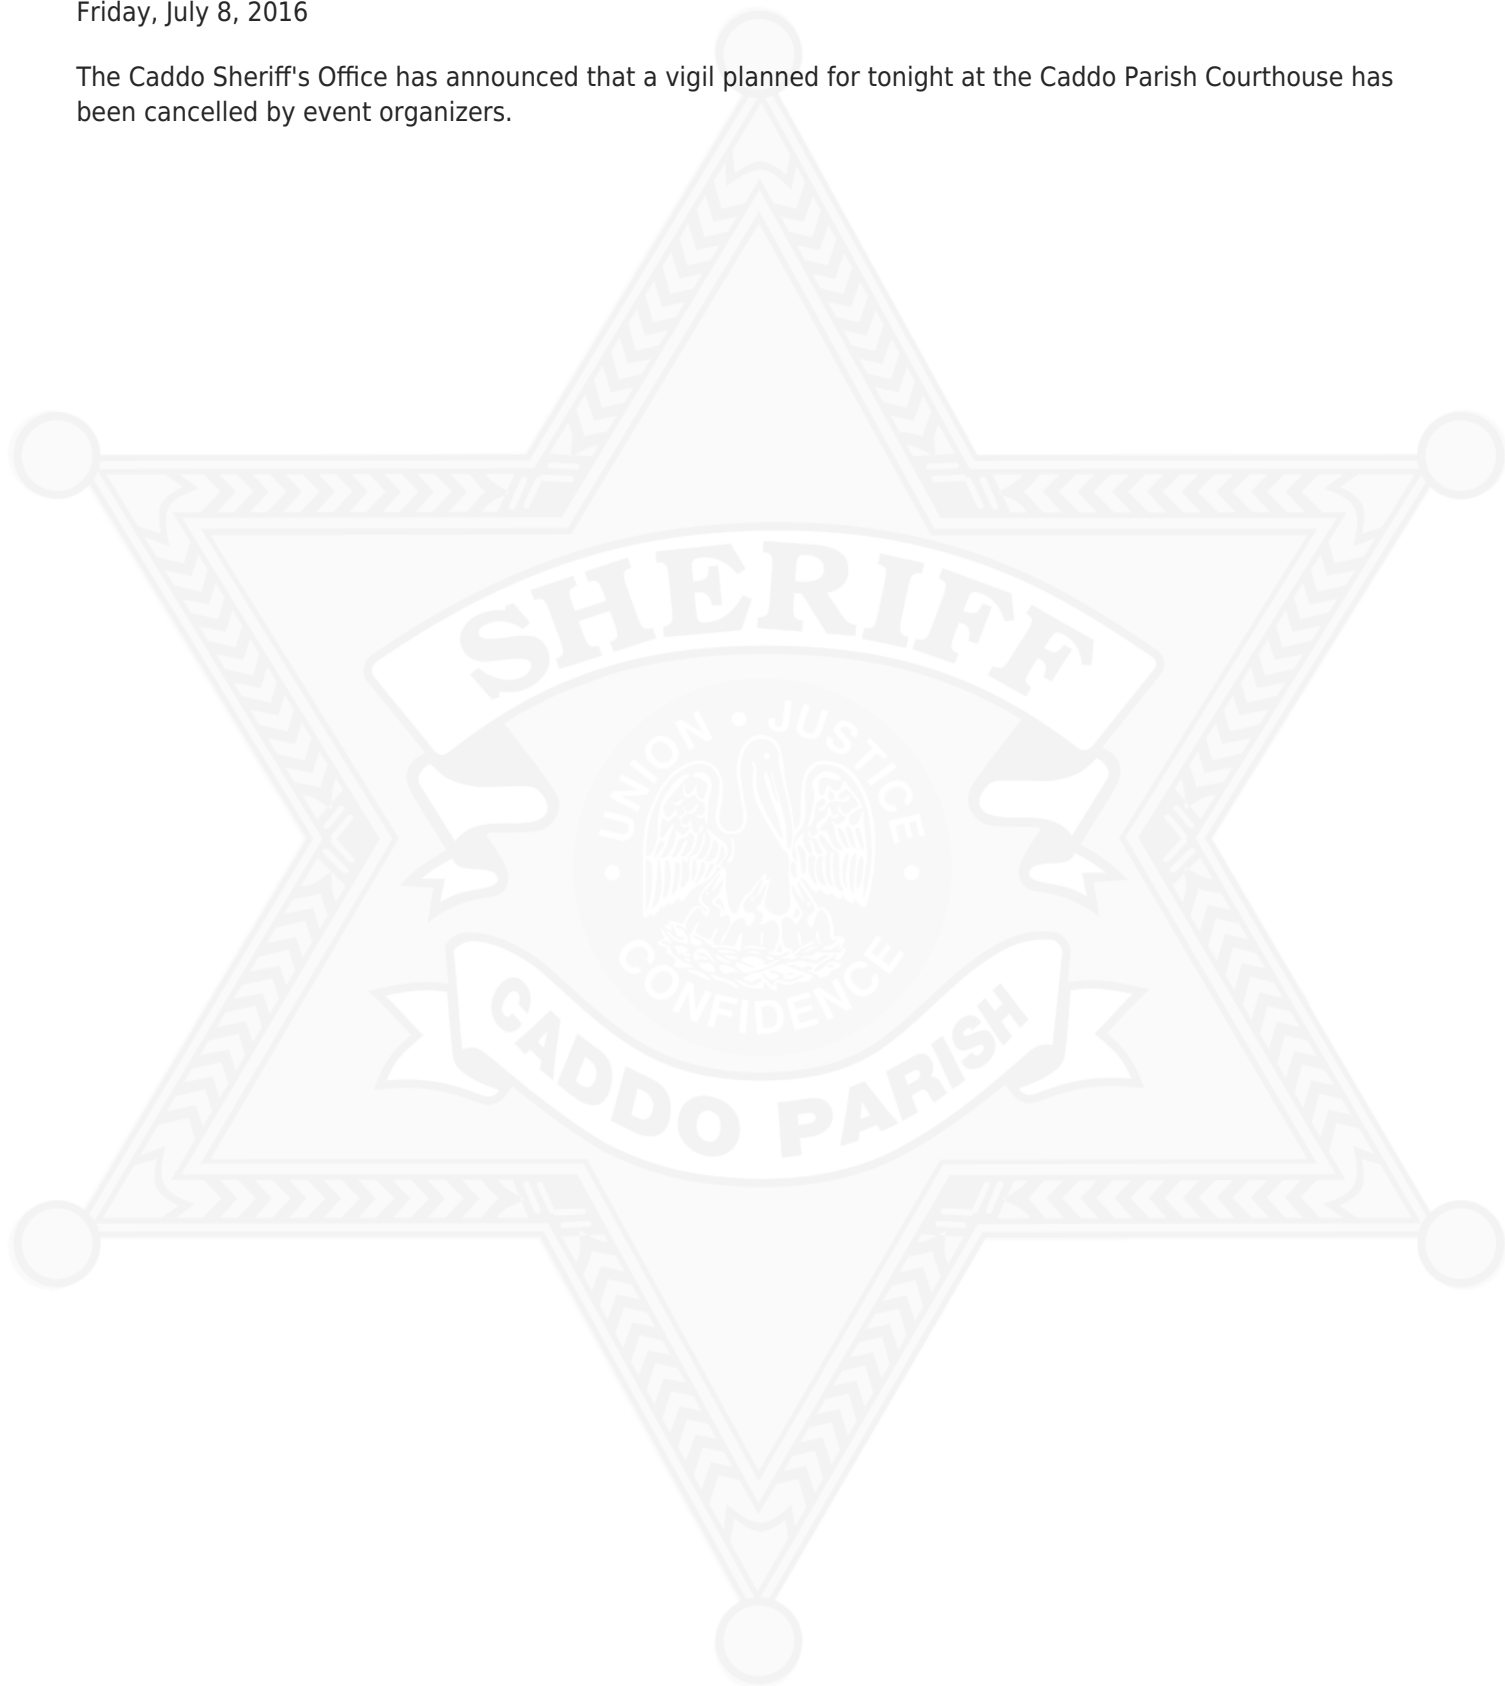 Friday, July 8, 2016
The Caddo Sheriff's Office has announced that a vigil planned for tonight at the Caddo Parish Courthouse has
been cancelled by event organizers.
SHERIFF
UNION • JUSTICE
• CONFIDENCE •
CADDO PARISH